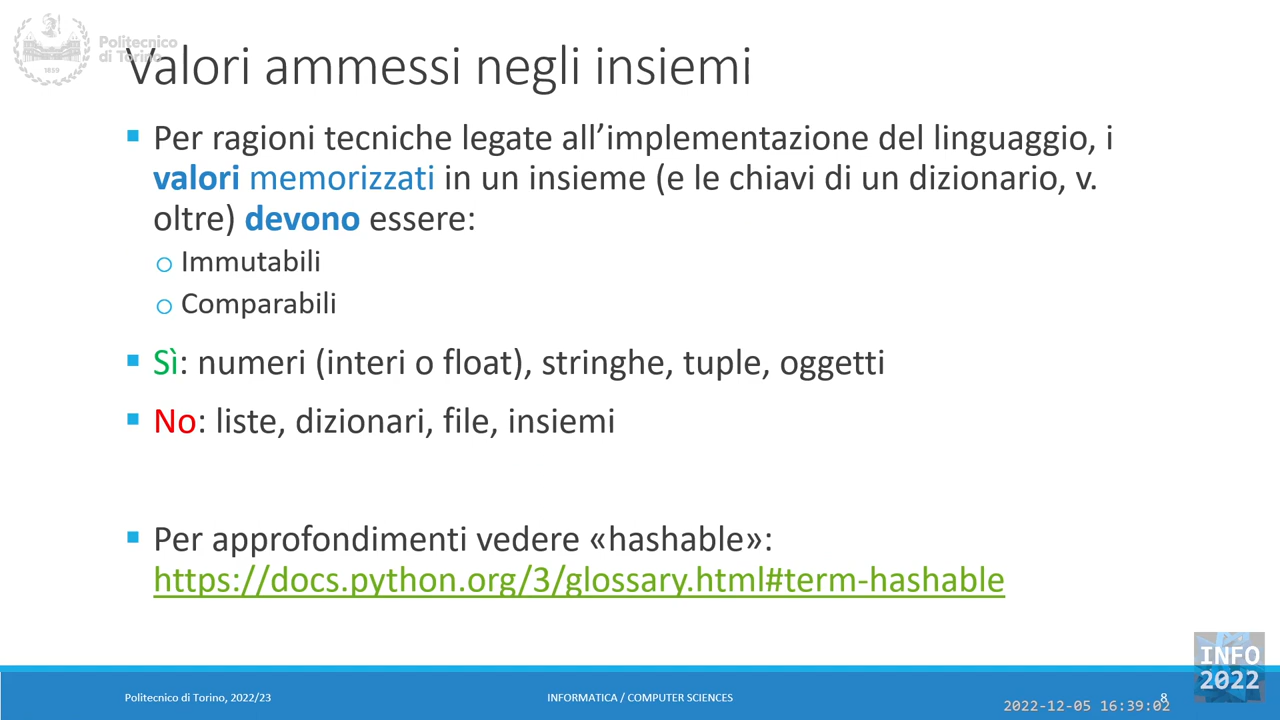 Politecnico
di Torino
1859
Valori ammessi negli insiemi
Per ragioni tecniche legate all’implementazione del linguaggio, i
valori memorizzati in un insieme (e le chiavi di un dizionario, v.
oltre) devono essere:
Immutabili
Comparabili
Sì: numeri (interi o float), stringhe, tuple, oggetti
No: liste, dizionari, file, insiemi
Per approfondimenti vedere «hashable»:
https://docs.python.org/3/glossary.html#term-hashable
Politecnico di Torino, 2022/23
INFORMATICA / COMPUTER SCIENCES
8
INFO
2022
2022-12-05 16:39:02